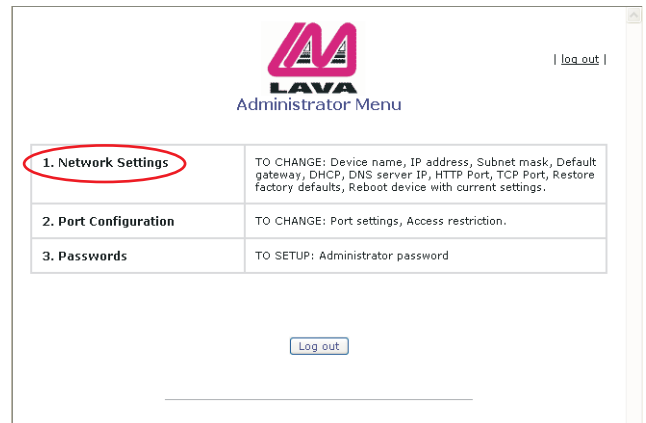 | log out |
LAVA
Administrator Menu
1. Network Settings
TO CHANGE: Device name, IP address, Subnet mask, Default
gateway, DHCP, DNS server IP, HTTP Port, TCP Port, Restore
factory defaults, Reboot device with current settings.
2. Port Configuration
TO CHANGE: Port settings, Access restriction.
3. Passwords
TO SETUP: Administrator password
Log out